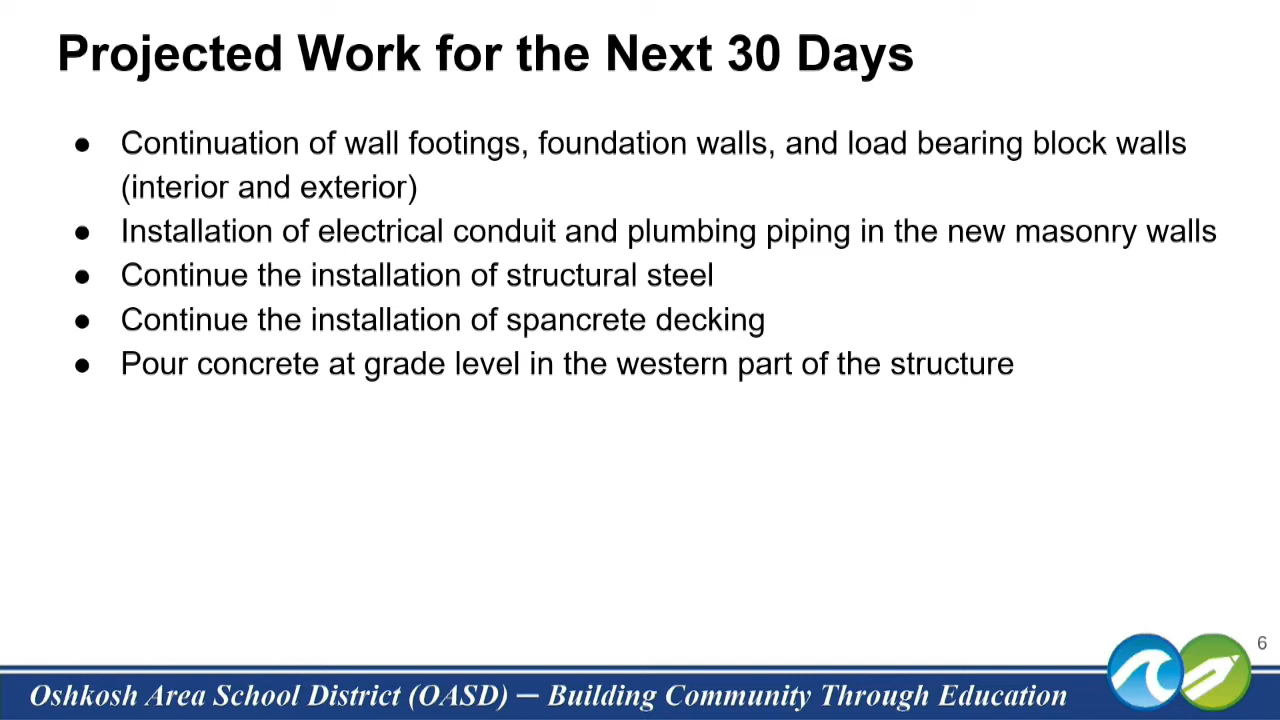 Projected Work for the Next 30 Days
● Continuation of wall footings, foundation walls, and load bearing block walls
(interior and exterior)
● Installation of electrical conduit and plumbing piping in the new masonry walls
● Continue the installation of structural steel
● Continue the installation of spancrete decking
● Pour concrete at grade level in the western part of the structure
6
Oshkosh Area School District (OASD) — Building Community Through Education